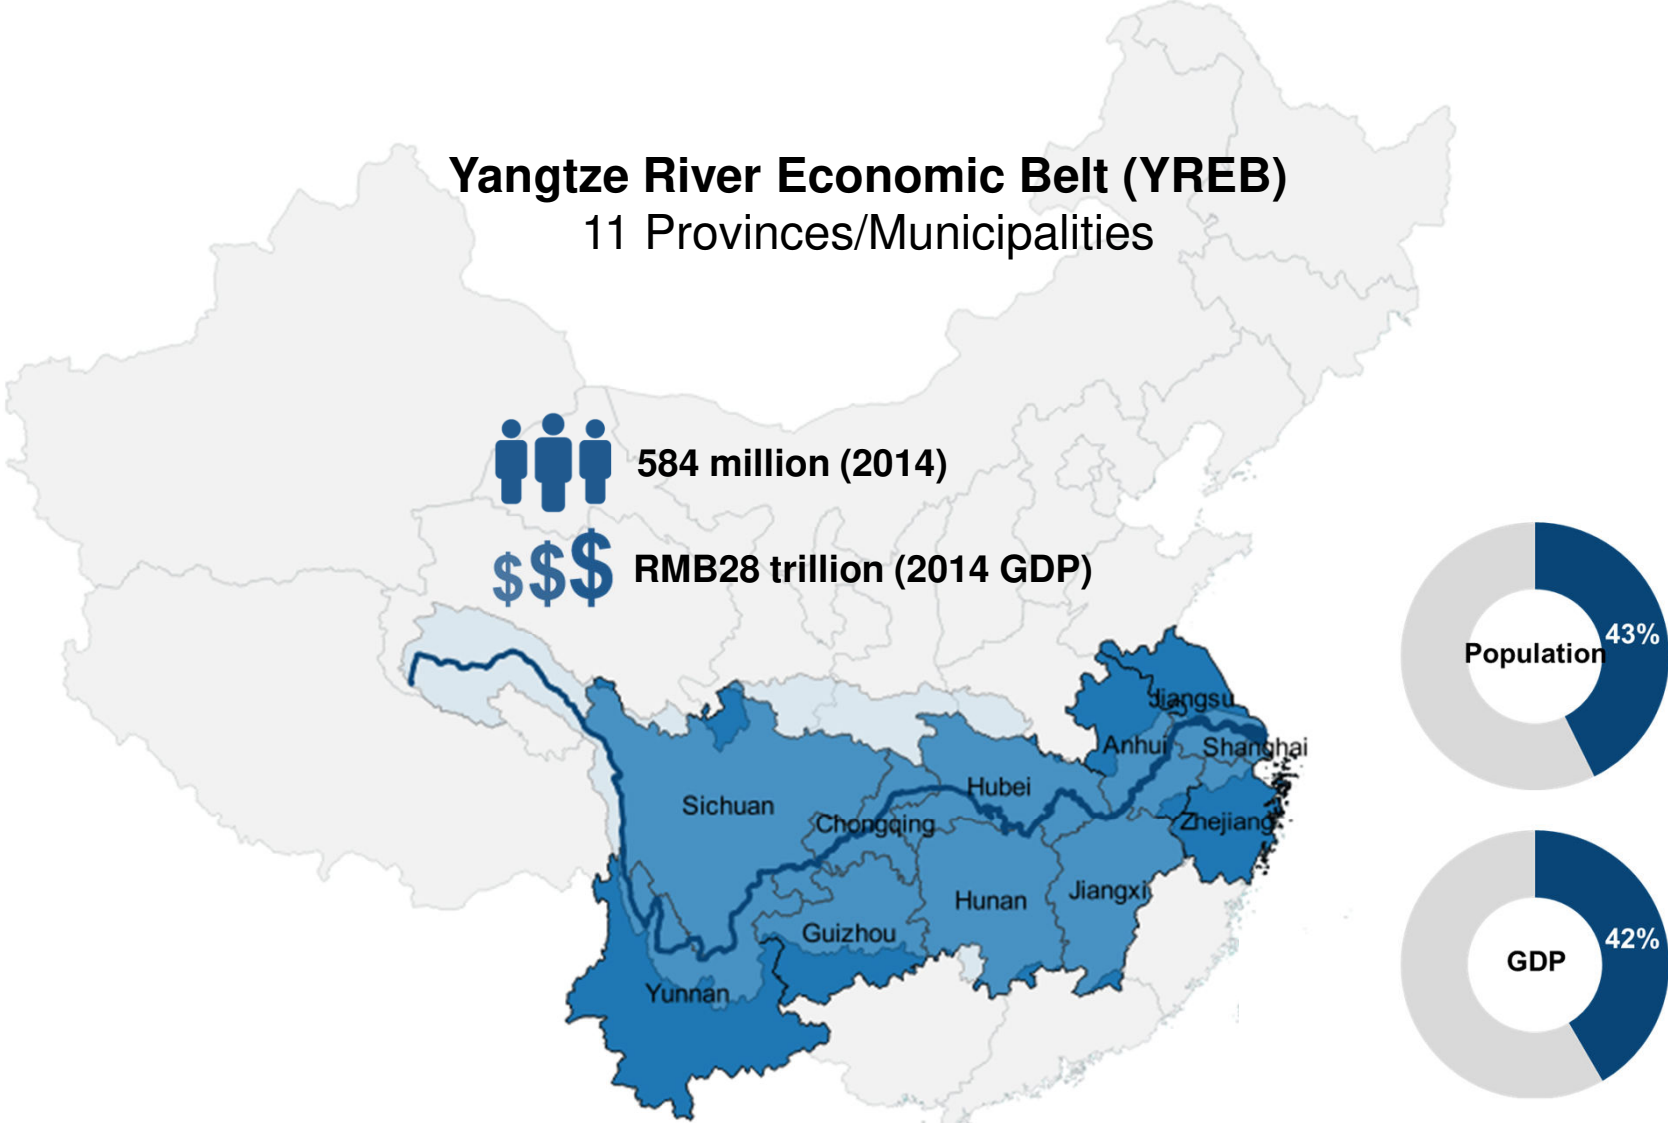 Yangtze River Economic Belt (YREB)
11 Provinces/Municipalities
584 million (2014)
$$$ RMB28 trillion (2014 GDP)
43%
Population
Jiangsu
Anhui
Shanghai
Hubei
Sichuan
Chongqing
Zhejiang
Jiangxi
Hunan
Guizhou
42%
GDP
Yunnan